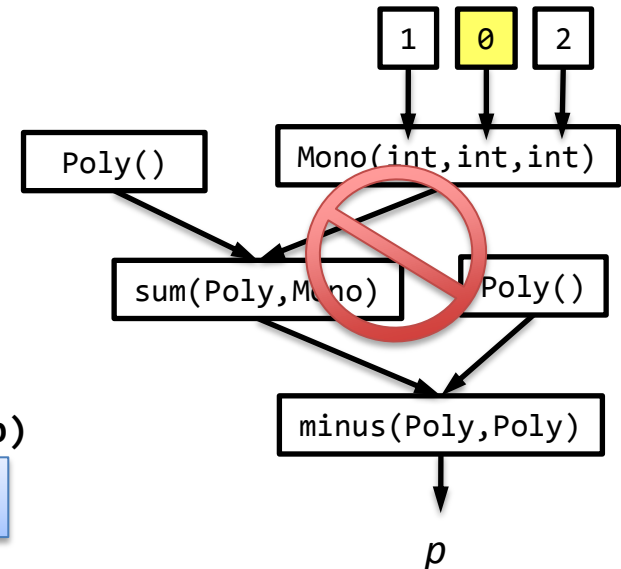 1 0 2
Poly() Mono(int,int,int)
sum(Poly,Mono) Poly()
minus(Poly,Poly)
)
p